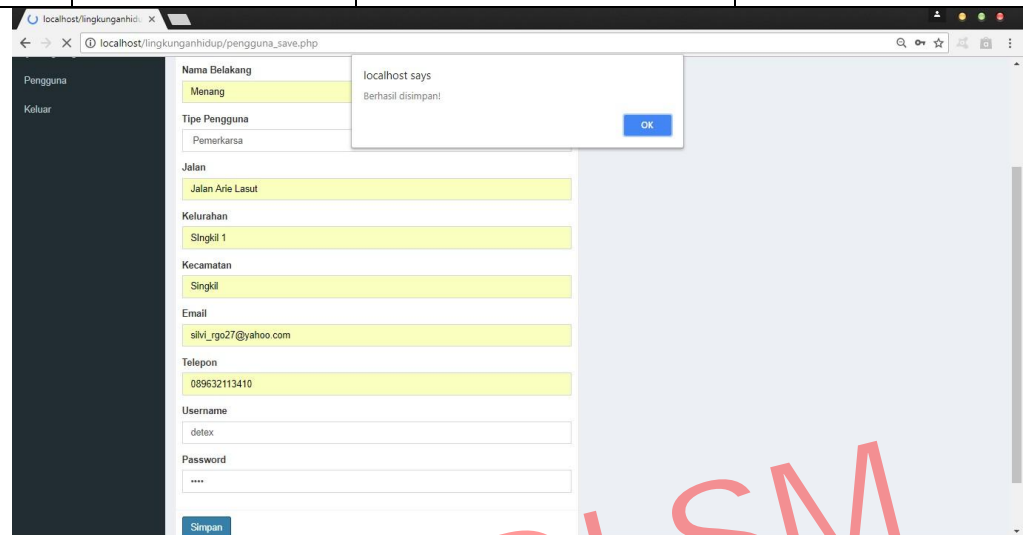 localhost/lingkunganhidu
localhost/lingkunganhidup/pengguna_save.php
Pengguna
Keluar
localhost says
Berhasil disimpan!
OK
Nama Belakang
Menang
Tipe Pengguna
Pemerkarsa
Jalan
Jalan Arie Lasut
Kelurahan
SIngkil 1
Kecamatan
Singkil
Email
silvi_rgo27@yahoo.com
Telepon
089632113410
Username
detex
Password
••••
Simpan